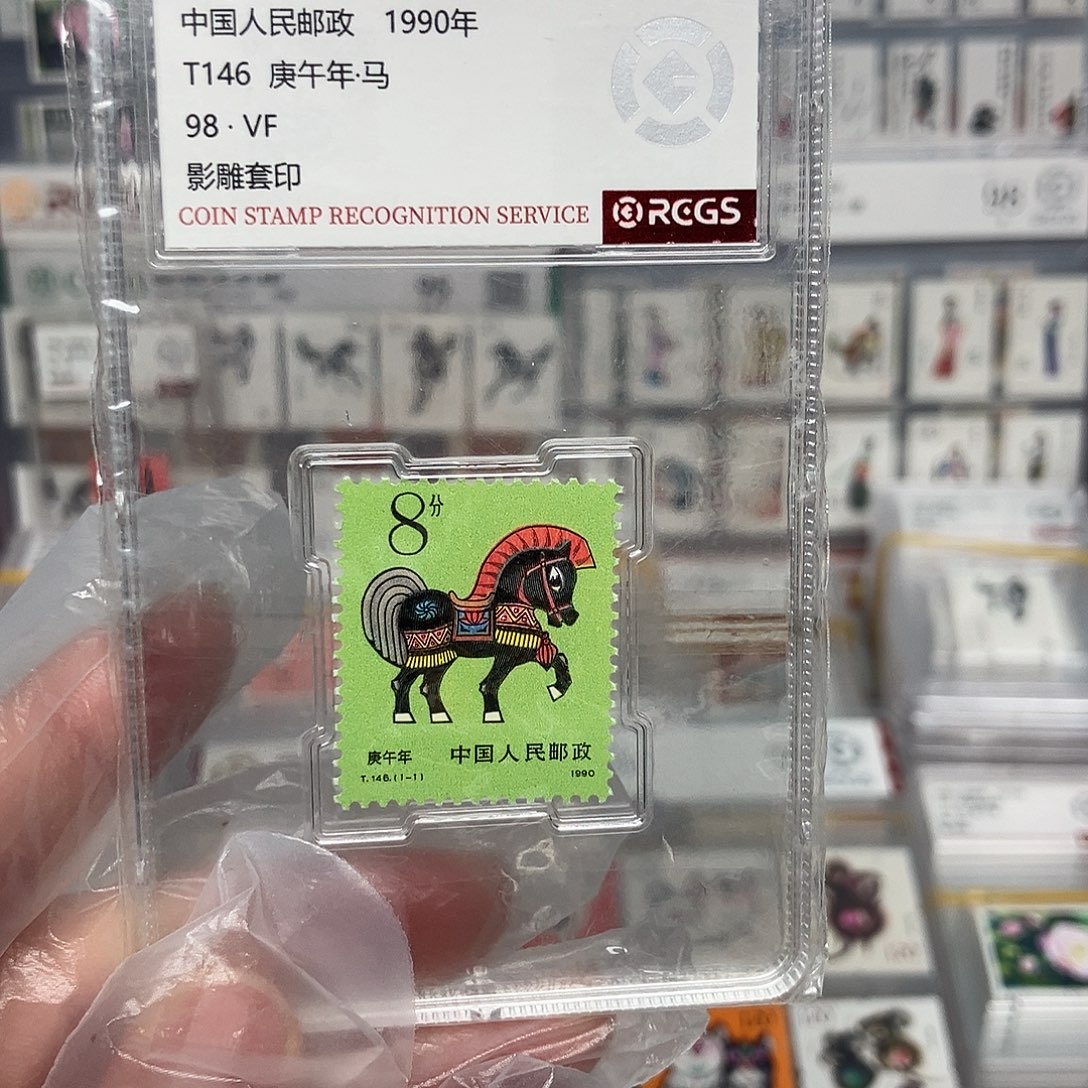 中国人民邮政 1990年
T146 庚午年·马
98·VF
影雕套印
COIN STAMP RECOGNITION SERVICE RCGS
8分
庚午年 中国人民邮政
T.146.(1-1) 1990